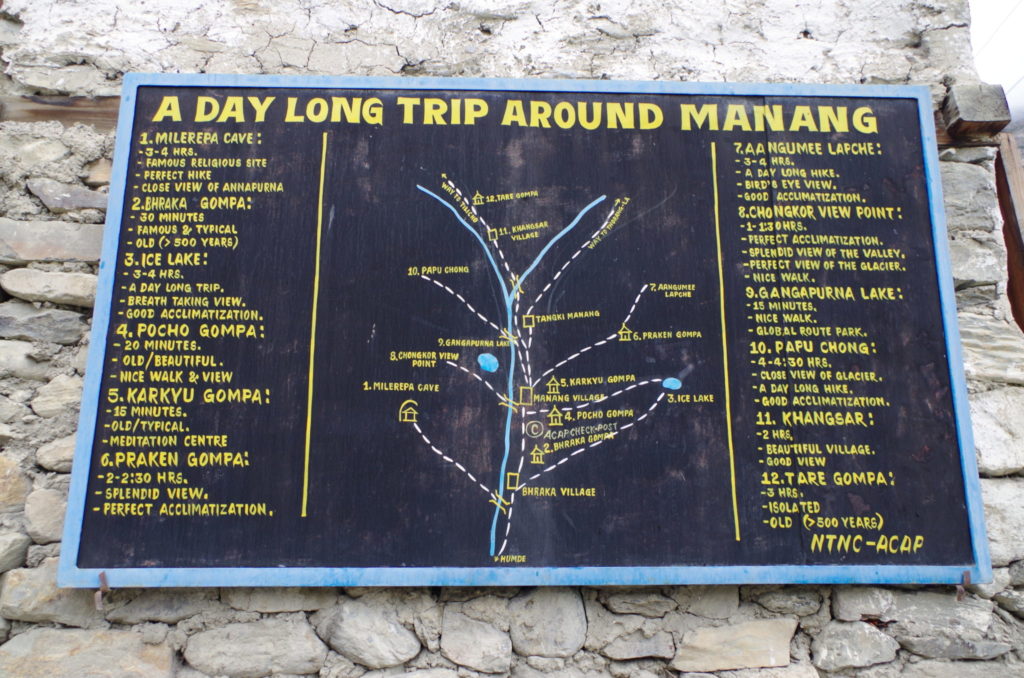 A DAY LONG TRIP AROUND MANANG
1. MILEREPA CAVE:
- 3-4 HRS.
- FAMOUS RELIGIOUS SITE
- PERFECT HIKE
- CLOSE VIEW OF ANNAPURNA
2. BHRAKA GOMPA:
- 30 MINUTES
- FAMOUS & TYPICAL
- OLD (>500 YEARS)
3. ICE LAKE:
- 3-4 HRS.
- A DAY LONG TRIP.
- BREATH TAKING VIEW.
- GOOD ACCLIMATIZATION.
4. POCHO GOMPA:
- 20 MINUTES.
- OLD/BEAUTIFUL.
- NICE WALK & VIEW
5. KARKYU GOMPA:
- 15 MINUTES.
- OLD/TYPICAL.
- MEDITATION CENTRE
6. PRAKEN GOMPA:
- 2-2:30 HRS.
- SPLENDID VIEW.
- PERFECT ACCLIMATIZATION.
WAY TO TILICHO
12. TARE GOMPA
11. KHANGSAR
VILLAGE
WAY TO THORANG-LA
10. PAPU CHONG
7. AANGUMEE
LAPCHE
TANGKI MANANG
6. PRAKEN GOMPA
9. GANGAPURNA LAKE
8. CHONGKOR VIEW
POINT
5. KARKYU GOMPA
1. MILEREPA CAVE
MANANG VILLAGE
3. ICE LAKE
4. POCHO GOMPA
© ACAP CHECK-POST
2. BHRAKA GOMPA
BHRAKA VILLAGE
HUMDE
7. AANGUMEE LAPCHE:
- 3-4 HRS.
- A DAY LONG HIKE.
- BIRD'S EYE VIEW.
- GOOD ACCLIMATIZATION.
8. CHONGKOR VIEW POINT:
- 1-1:30 HRS.
- PERFECT ACCLIMATIZATION.
- SPLENDID VIEW OF THE VALLEY.
- PERFECT VIEW OF THE GLACIER.
- NICE WALK.
9. GANGAPURNA LAKE:
- 15 MINUTES.
- NICE WALK.
- GLOBAL ROUTE PARK.
10. PAPU CHONG:
- 4-4:30 HRS.
- CLOSE VIEW OF GLACIER.
- A DAY LONG HIKE.
- GOOD ACCLIMATIZATION.
11. KHANGSAR:
- 2 HRS,
- BEAUTIFUL VILLAGE.
- GOOD VIEW
12. TARE GOMPA:
- 3 HRS.
- ISOLATED
- OLD (>500 YEARS)
NTNC-ACAP